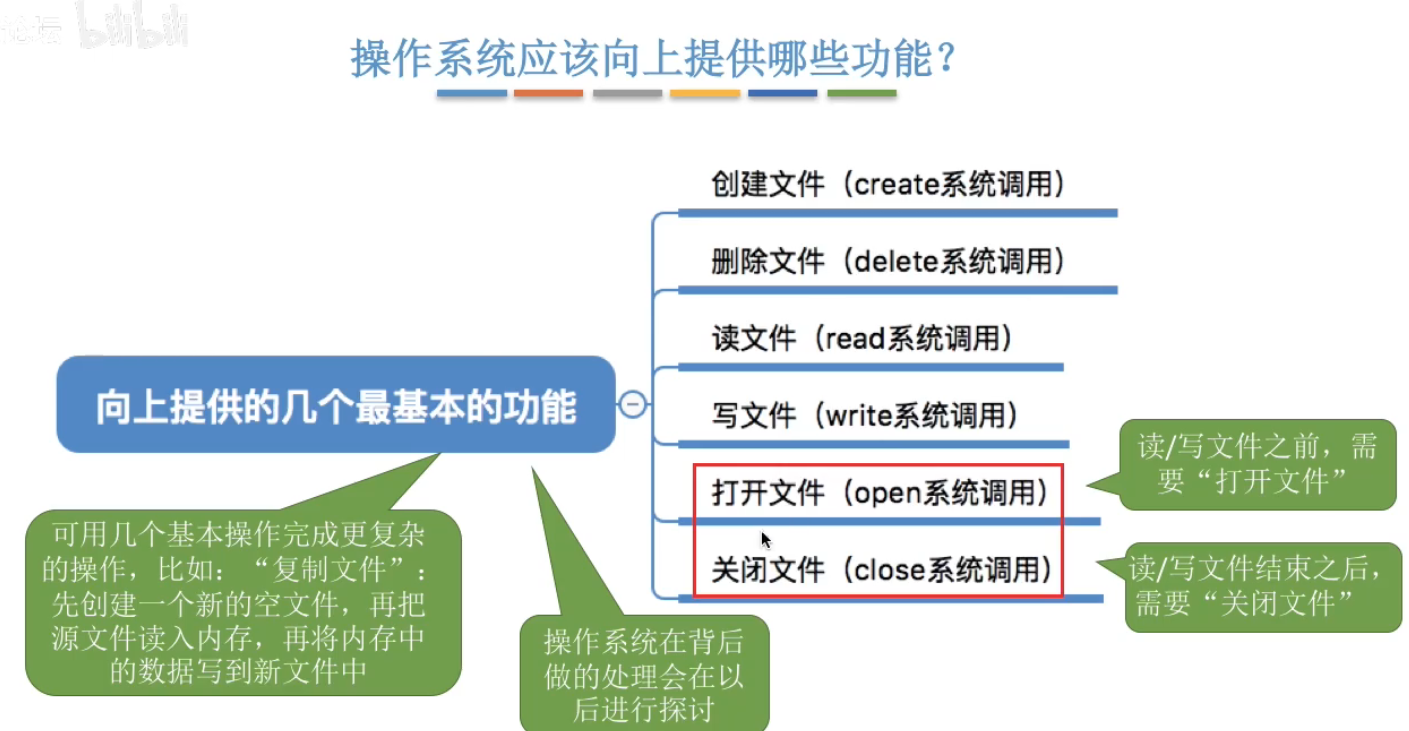 论坛 bilibili
操作系统应该向上提供哪些功能？
创建文件（create系统调用）
删除文件（delete系统调用）
读文件（read系统调用）
向上提供的几个最基本的功能
写文件（write系统调用）
打开文件（open系统调用）
关闭文件（close系统调用）
读/写文件之前，需
要“打开文件”
读/写文件结束之后，
需要“关闭文件”
可用几个基本操作完成更复杂
的操作，比如：“复制文件”：
先创建一个新的空文件，再把
源文件读入内存，再将内存中
的数据写到新文件中
操作系统在背后
做的处理会在以
后进行探讨